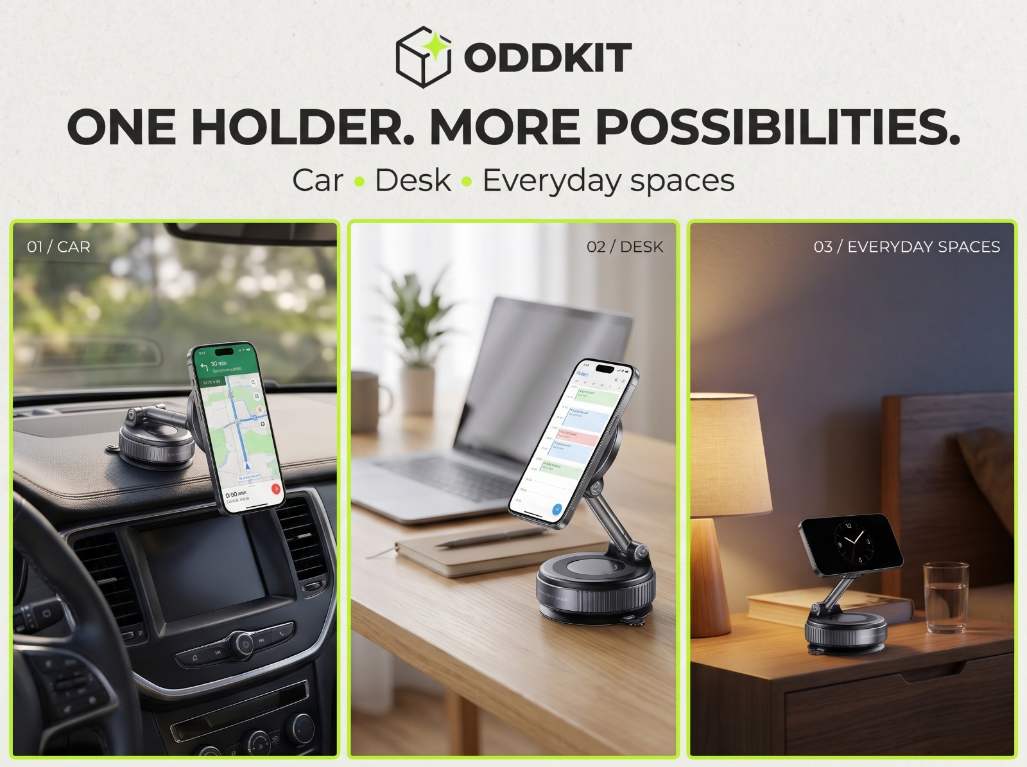 ODDKIT
ONE HOLDER. MORE POSSIBILITIES.
Car • Desk • Everyday spaces
01 / CAR
02 / DESK
03 / EVERYDAY SPACES